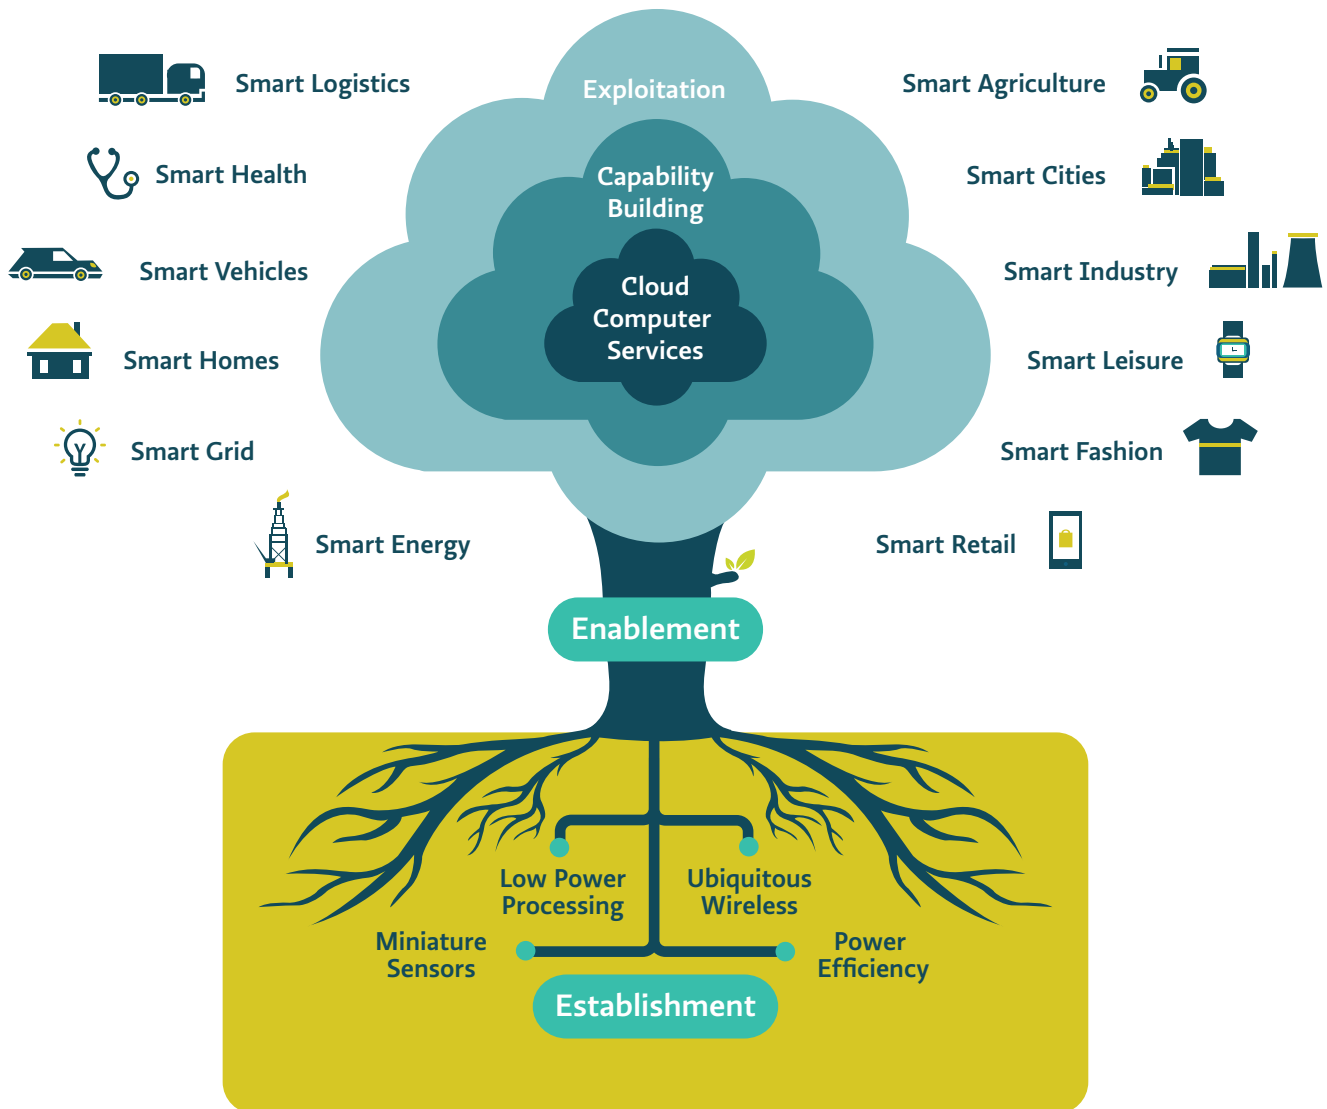 Smart Logistics
Smart Health
Smart Vehicles
Smart Homes
Smart Grid
Smart Energy
Exploitation
Capability
Building
Cloud
Computer
Services
Smart Agriculture
Smart Cities
Smart Industry
Smart Leisure
Smart Fashion
Smart Retail
Enablement
Low Power
Processing
Ubiquitous
Wireless
Miniature
Sensors
Power
Efficiency
Establishment